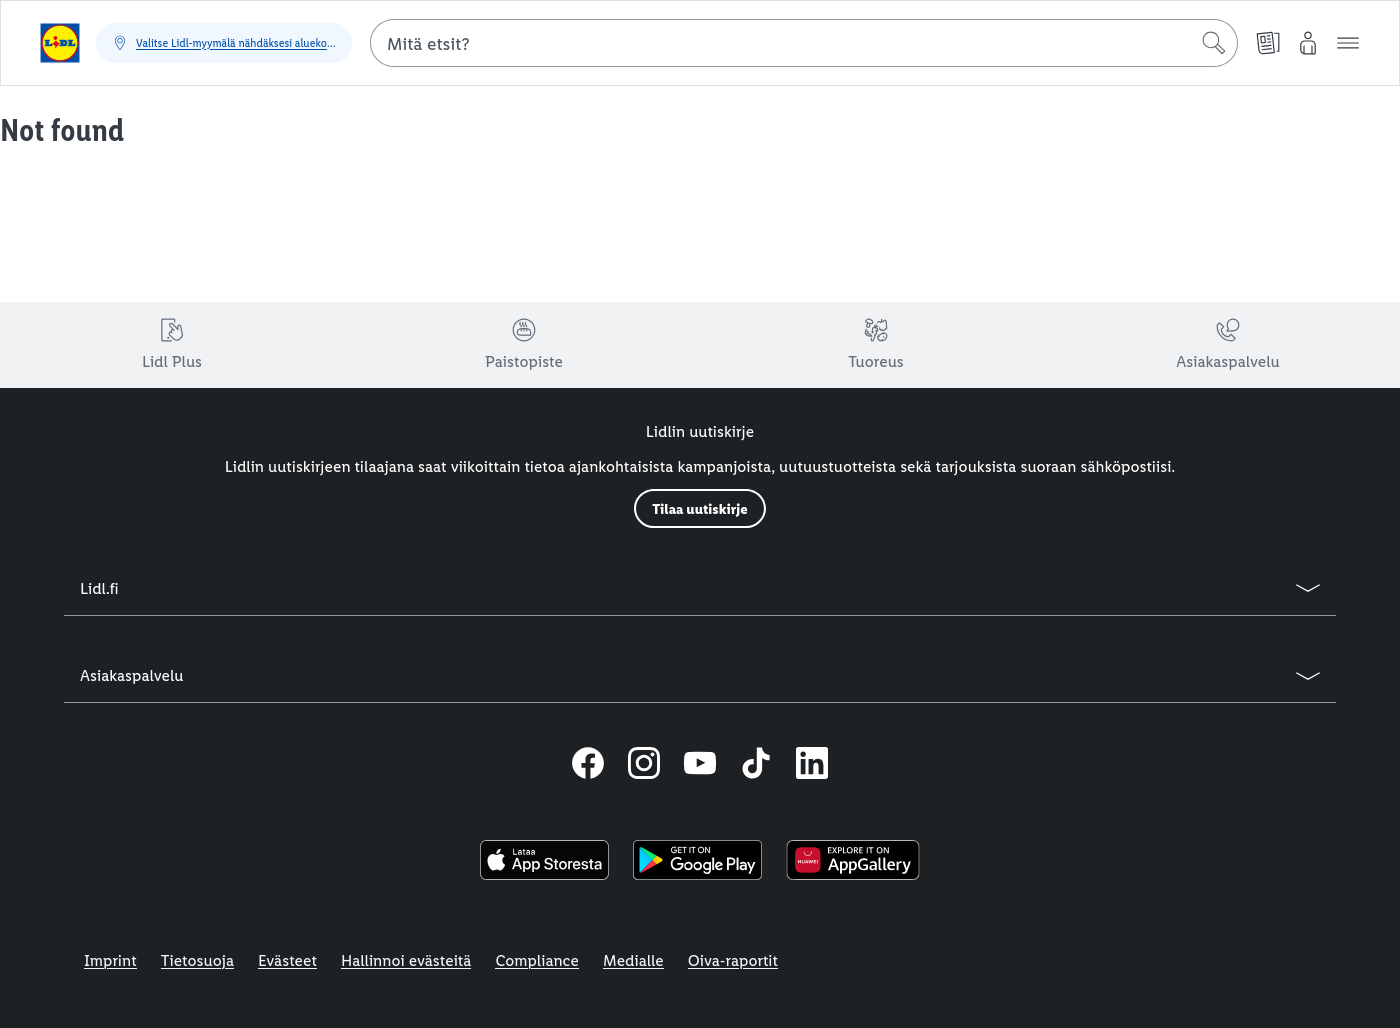 LIDL
Valitse Lidl-myymälä nähdäksesi alueko...
Mitä etsit?
Not found
Lidl Plus
Paistopiste
Tuoreus
Asiakaspalvelu
Lidlin uutiskirje
Lidlin uutiskirjeen tilaajana saat viikoittain tietoa ajankohtaisista kampanjoista, uutuustuotteista sekä tarjouksista suoraan sähköpostiisi.
Tilaa uutiskirje
Lidl.fi
Asiakaspalvelu
Lataa
App Storesta
GET IT ON
Google Play
HUAWEI
EXPLORE IT ON
AppGallery
Imprint Tietosuoja Evästeet Hallinnoi evästeitä Compliance Medialle Oiva-raportit